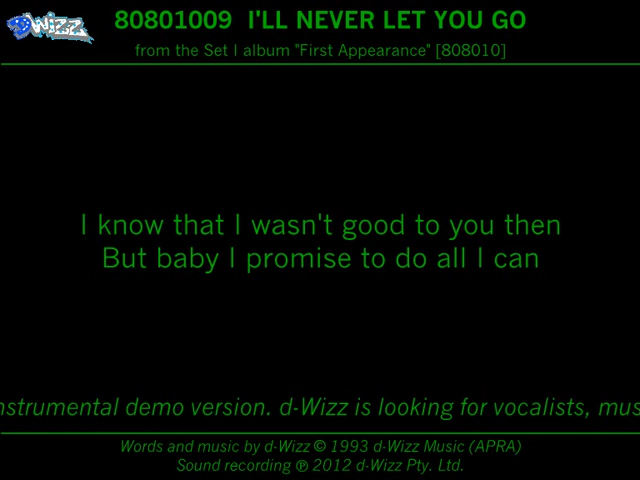 dWizz
80801009 I'LL NEVER LET YOU GO
from the Set I album "First Appearance" [808010]
I know that I wasn't good to you then
But baby I promise to do all I can
nstrumental demo version. d-Wizz is looking for vocalists, mus
Words and music by d-Wizz © 1993 d-Wizz Music (APRA)
Sound recording ℗ 2012 d-Wizz Pty. Ltd.